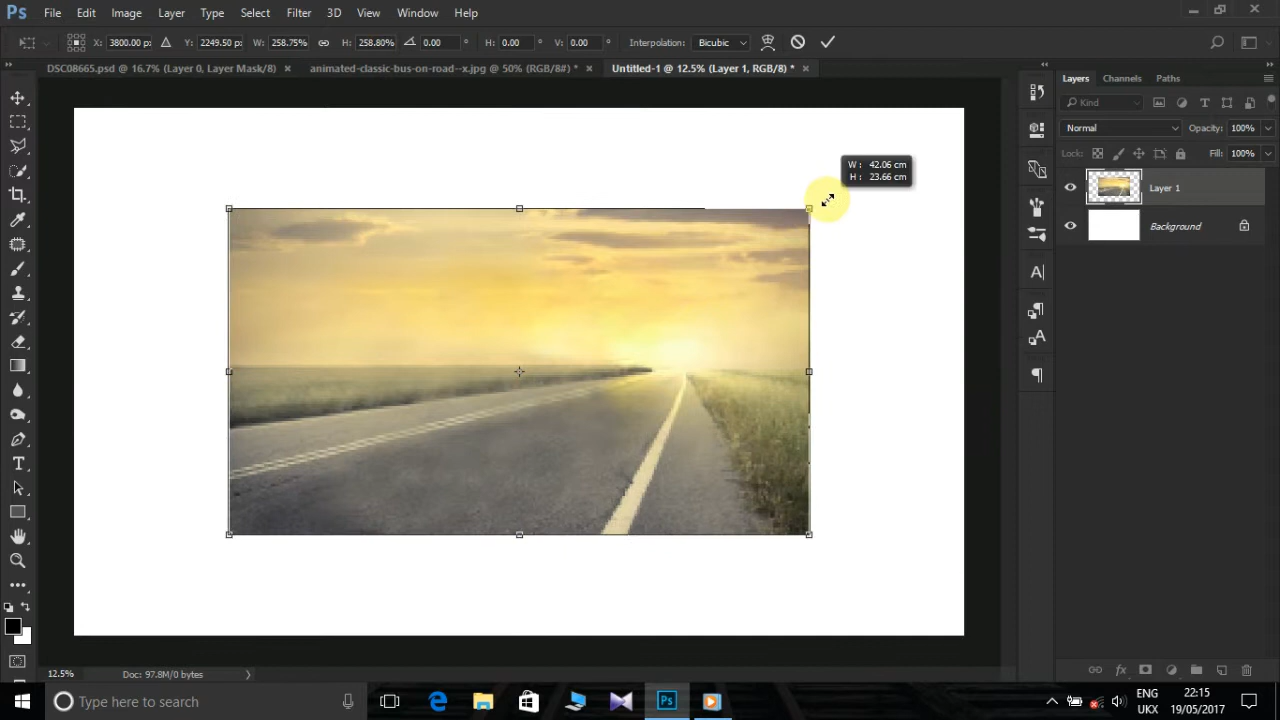 Ps File Edit Image Layer Type Select Filter 3D View Window Help
X: 3800.00 px Y: 2249.50 px W: 258.75% H: 258.80% 0.00 ° H: 0.00 ° V: 0.00 ° Interpolation: Bicubic
DSC08665.psd @ 16.7% (Layer 0, Layer Mask/8) × animated-classic-bus-on-road--x.jpg @ 50% (RGB/8#) * × Untitled-1 @ 12.5% (Layer 1, RGB/8) * ×
Layers Channels Paths
Kind
Normal Opacity: 100%
Lock: Fill: 100%
W: 42.06 cm
H: 23.66 cm
Layer 1
Background
12.5% Doc: 97.8M/0 bytes
Type here to search
ENG
UKX
22:15
19/05/2017